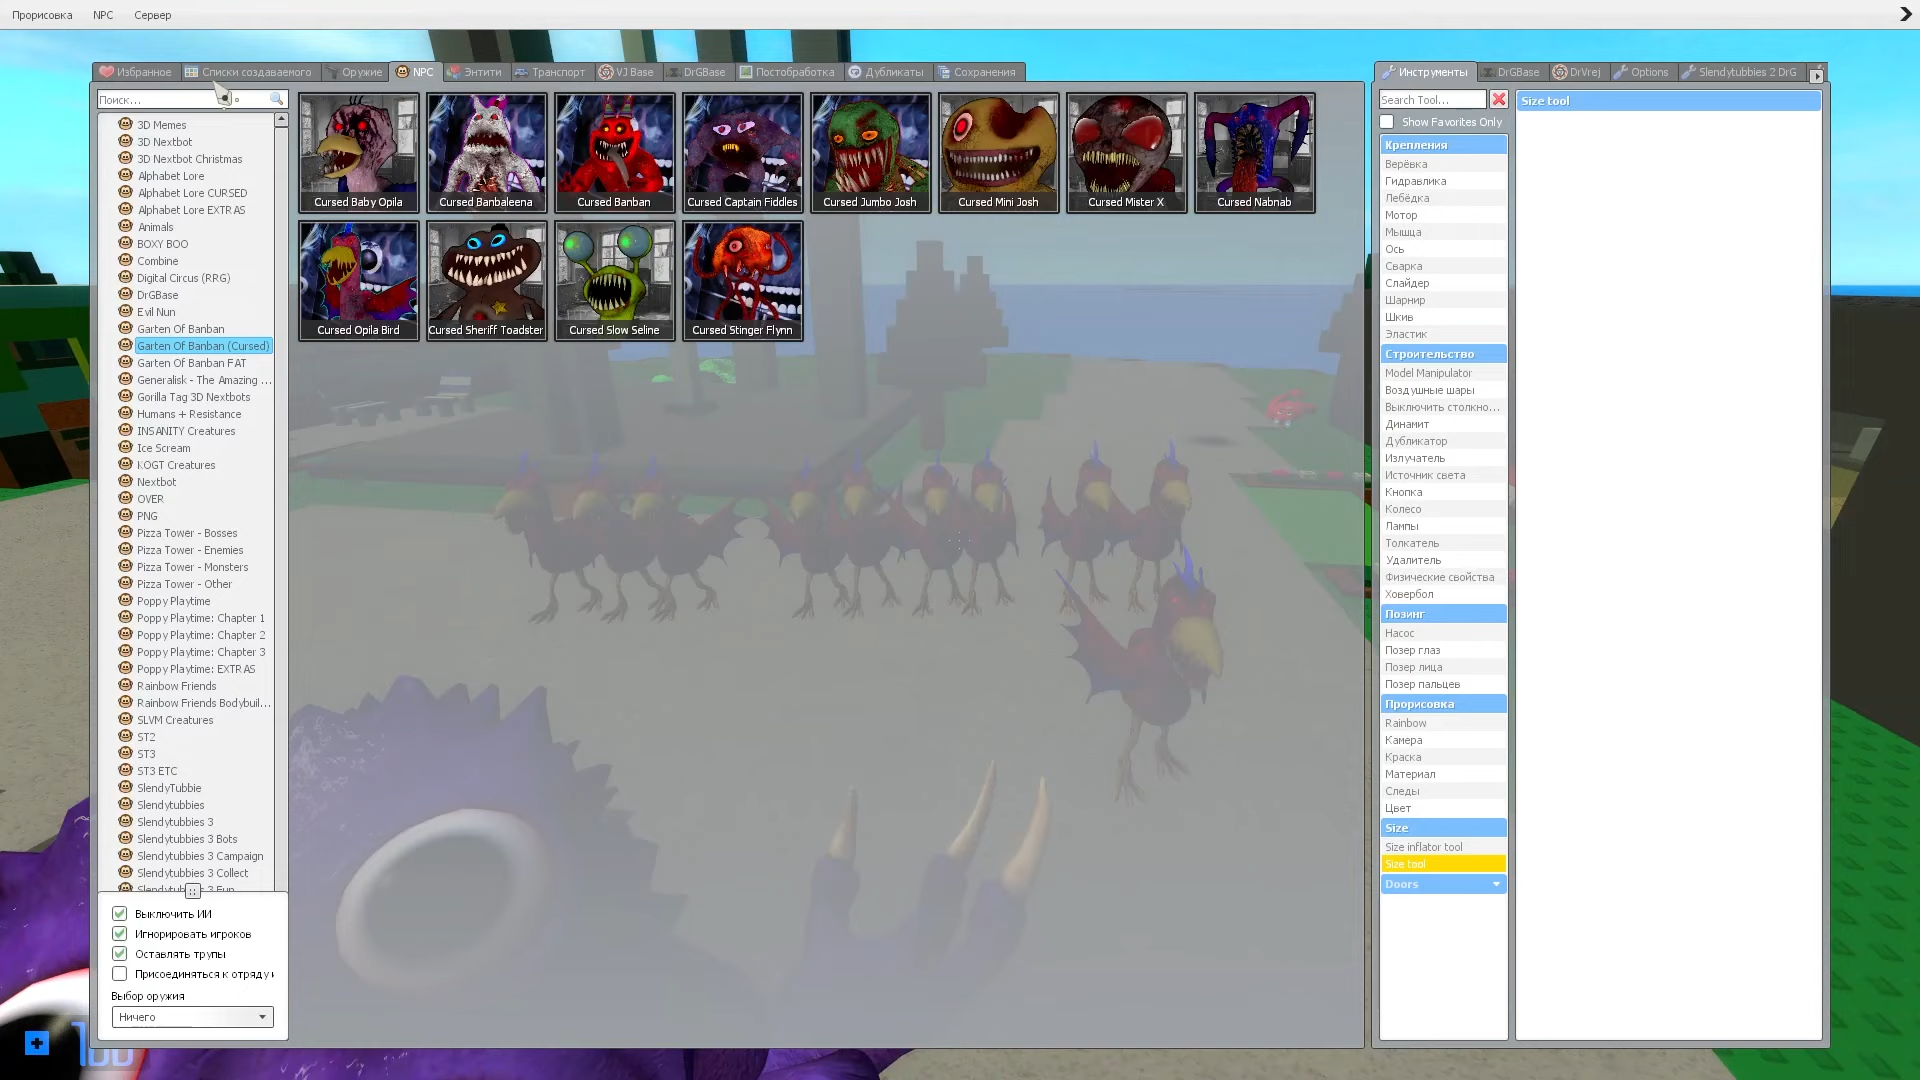 Прорисовка NPC Сервер
Избранное Списки создаваемого Оружие NPC Энтити Транспорт VJ Base DrGBase Постобработка Дубликаты Сохранения
Поиск...
3D Memes
3D Nextbot
3D Nextbot Christmas
Alphabet Lore
Alphabet Lore CURSED
Alphabet Lore EXTRAS
Animals
BOXY BOO
Combine
Digital Circus (RRG)
DrGBase
Evil Nun
Garten Of Banban
Garten Of Banban (Cursed)
Garten Of Banban FAT
Generalisk - The Amazing ...
Gorilla Tag 3D Nextbots
Humans + Resistance
INSANITY Creatures
Ice Scream
KOGT Creatures
Nextbot
OVER
PNG
Pizza Tower - Bosses
Pizza Tower - Enemies
Pizza Tower - Monsters
Pizza Tower - Other
Poppy Playtime
Poppy Playtime: Chapter 1
Poppy Playtime: Chapter 2
Poppy Playtime: Chapter 3
Poppy Playtime: EXTRAS
Rainbow Friends
Rainbow Friends Bodybuil...
SLVM Creatures
ST2
ST3
ST3 ETC
SlendyTubbie
Slendytubbies
Slendytubbies 3
Slendytubbies 3 Bots
Slendytubbies 3 Campaign
Slendytubbies 3 Collect
Выключить ИИ
Игнорировать игроков
Оставлять трупы
Присоединяться к отряду
Выбор оружия
Ничего
100
Cursed Baby Opila Cursed Banbaleena Cursed Banban Cursed Captain Fiddles Cursed Jumbo Josh Cursed Mini Josh Cursed Mister X Cursed Nabnab
Cursed Opila Bird Cursed Sheriff Toadster Cursed Slow Seline Cursed Stinger Flynn
Инструменты DrGBase DrVrej Options Slendytubbies 2 DrG
Search Tool...
Show Favorites Only
Крепления
Верёвка
Гидравлика
Лебёдка
Мотор
Мышца
Ось
Сварка
Слайдер
Шарнир
Шкив
Эластик
Строительство
Model Manipulator
Воздушные шары
Выключить столкно...
Динамит
Дубликатор
Излучатель
Источник света
Кнопка
Колесо
Лампы
Толкатель
Удалитель
Физические свойства
Ховербол
Позинг
Насос
Позер глаз
Позер лица
Позер пальцев
Прорисовка
Rainbow
Камера
Краска
Материал
Следы
Цвет
Size
Size inflator tool
Size tool
Doors
Size tool